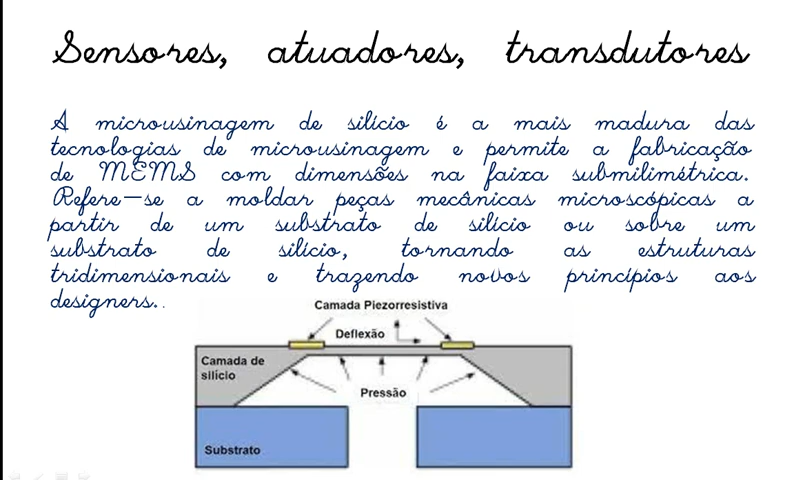 Sensores, atuadores, transdutores
A microusinagem de silício é a mais madura das
tecnologias de microusinagem e permite a fabricação
de MEMS com dimensões na faixa submilimétrica.
Refere-se a moldar peças mecânicas microscópicas a
partir de um substrato de silício ou sobre um
substrato de silício, tornando as estruturas
tridimensionais e trazendo novos princípios aos
designers..
Camada Piezorresistiva
Deflexão
Camada de
silício
Pressão
Substrato